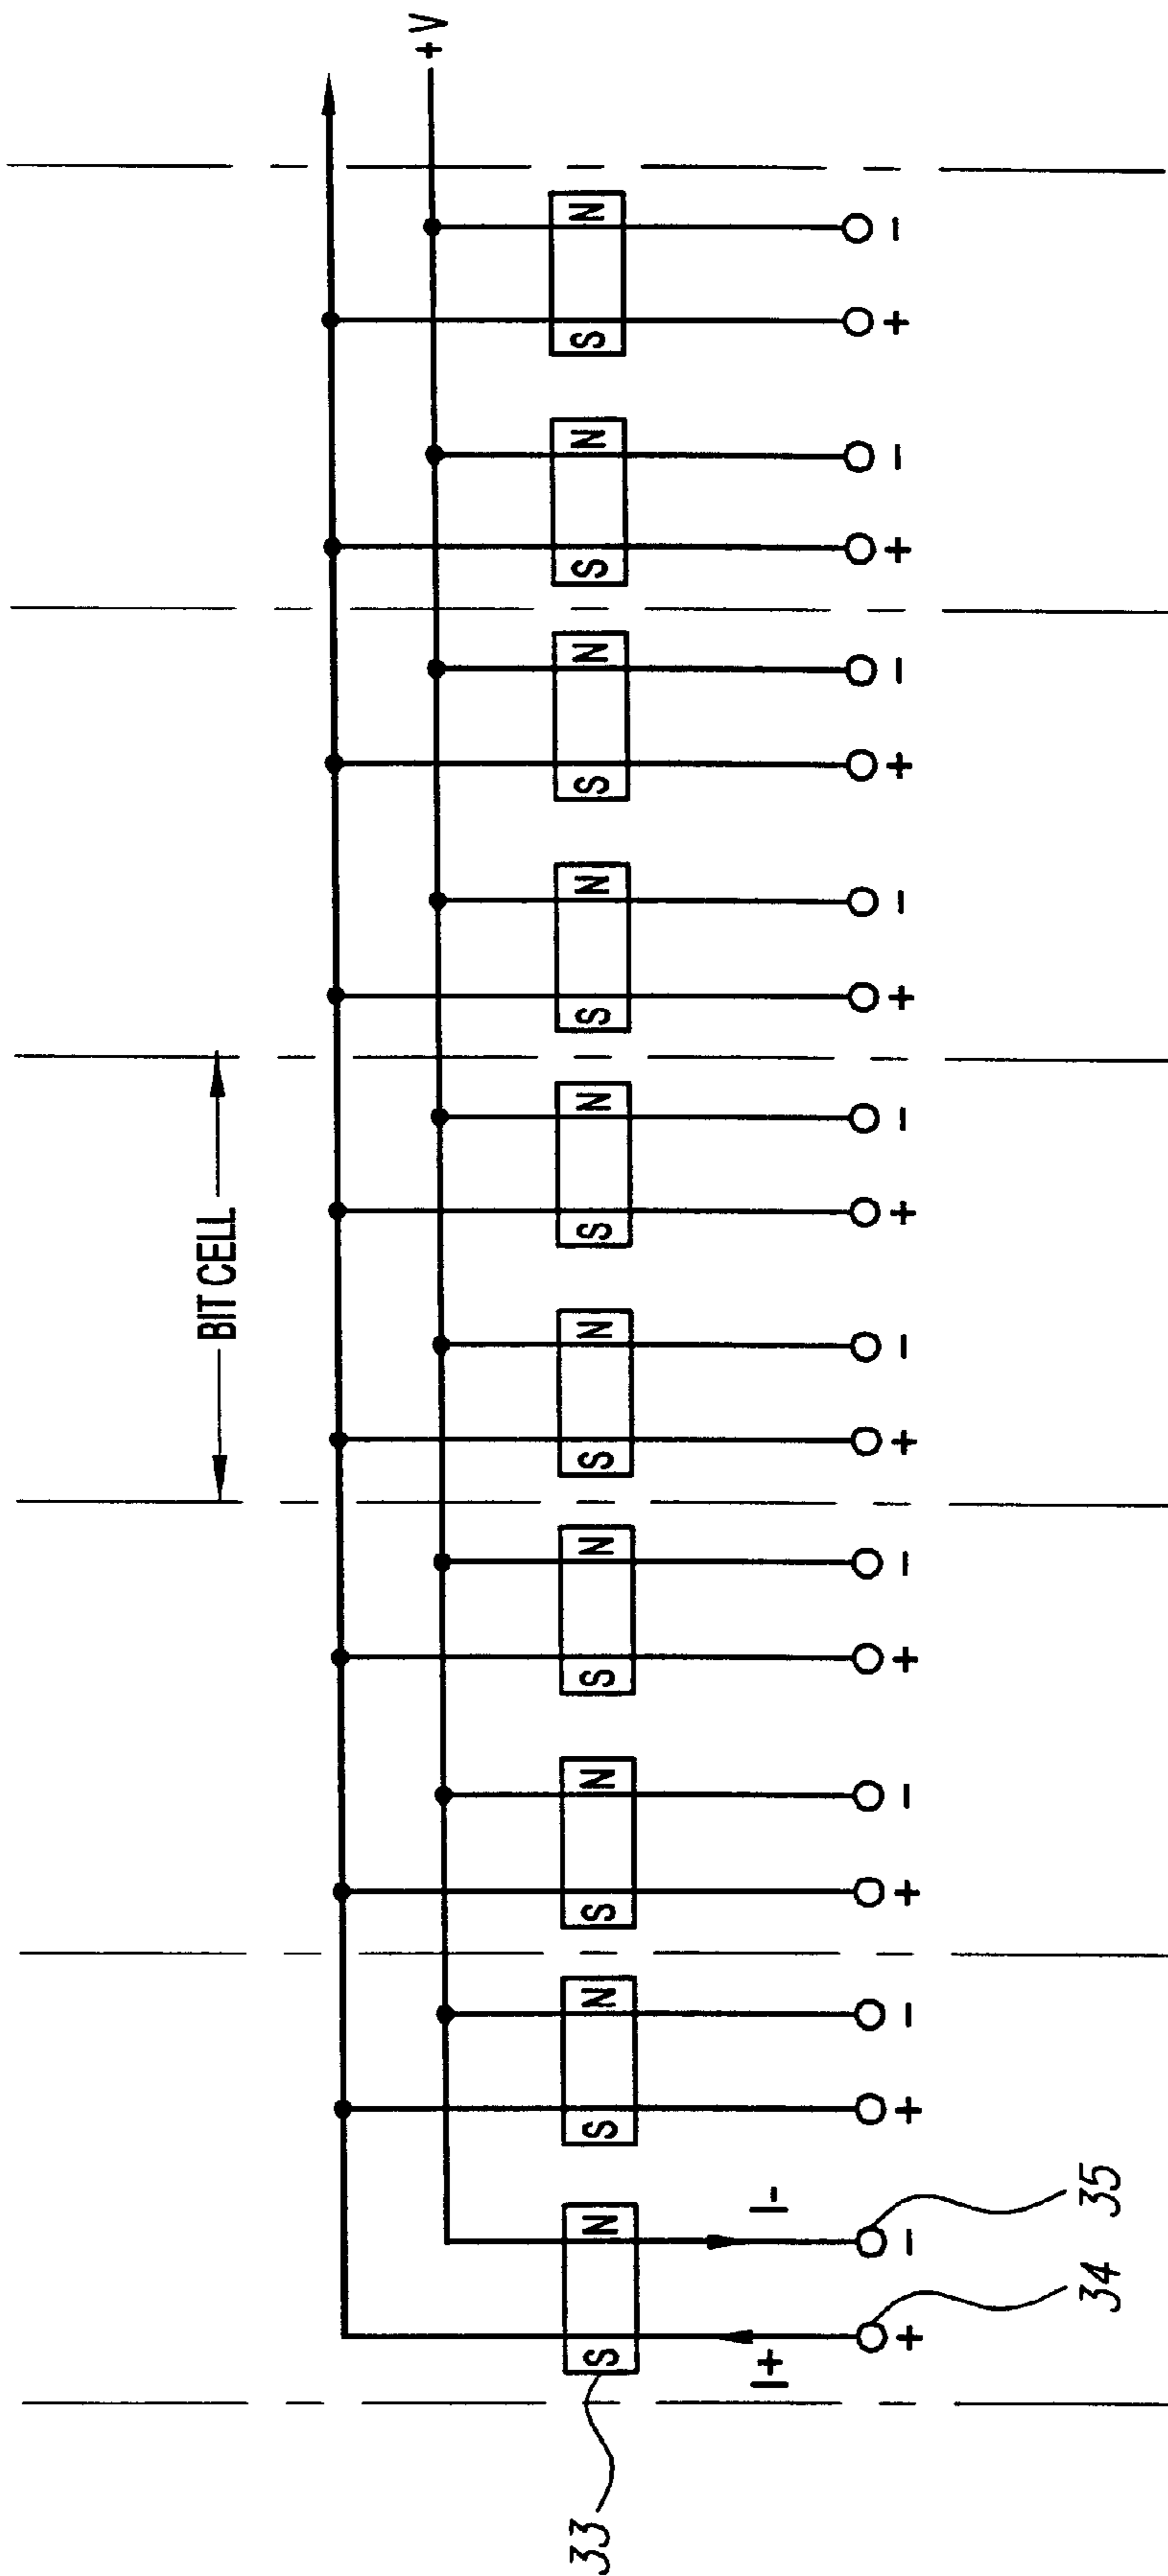 BIT CELL
+V
S N S N S N S N S N S N S N S N S N S N
33
I+ I-
+ - + - + - + - + - + - + - + - + - + -
34 35